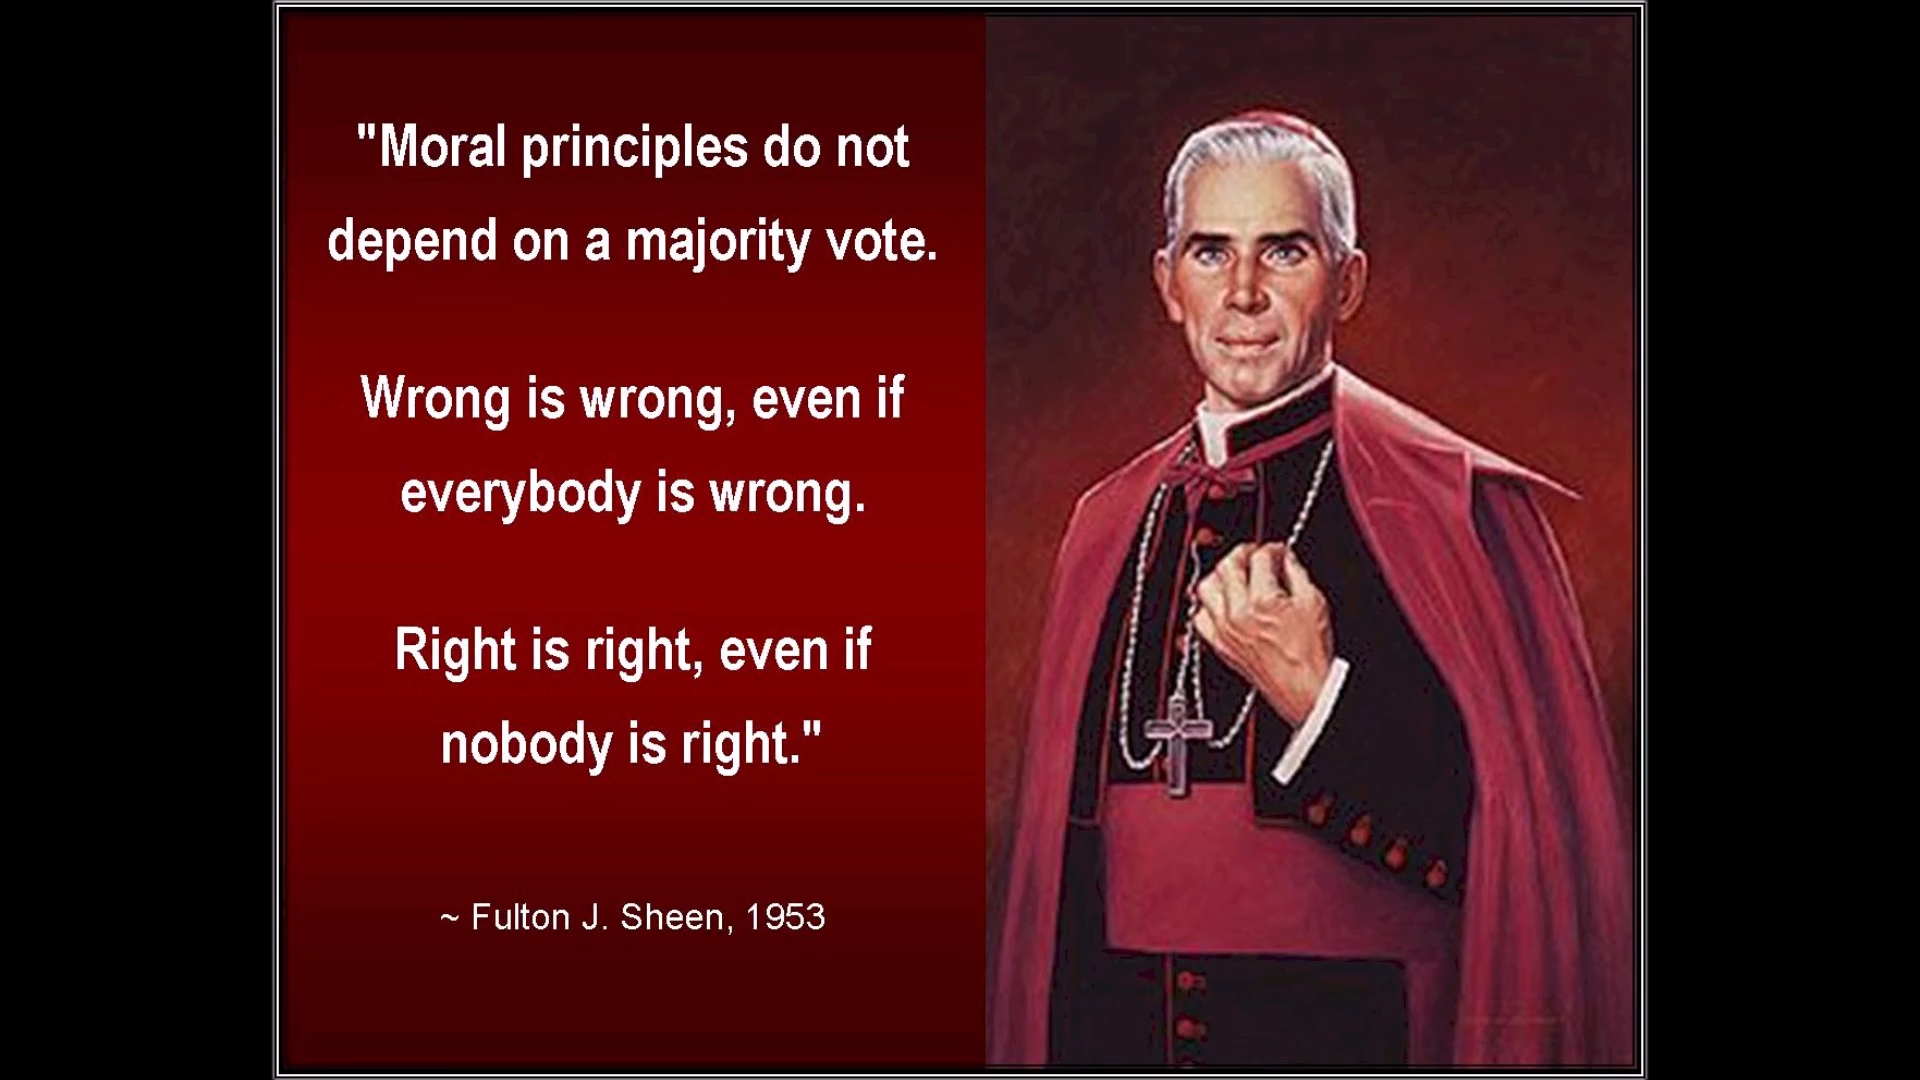 "Moral principles do not
depend on a majority vote.
Wrong is wrong, even if
everybody is wrong.
Right is right, even if
nobody is right."
~ Fulton J. Sheen, 1953